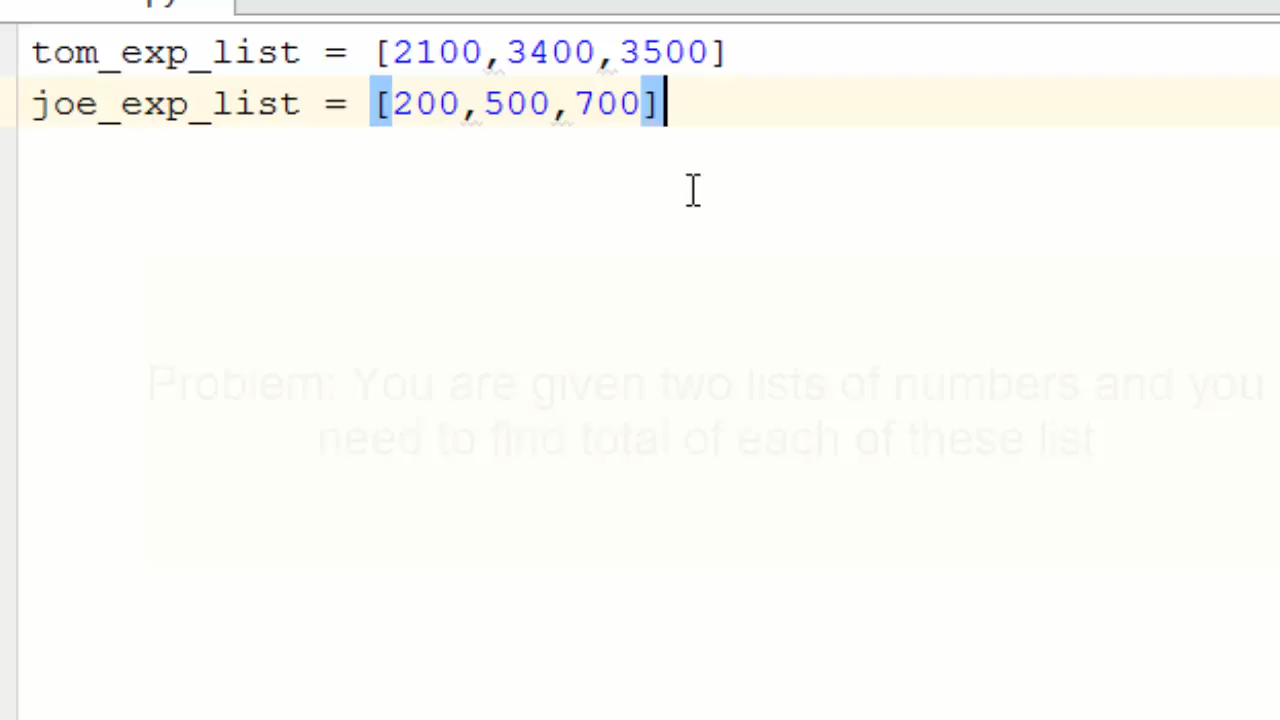 tom_exp_list = [2100,3400,3500]
joe_exp_list = [200,500,700]
Problem: You are given two lists of numbers and you
need to find total of each of these list